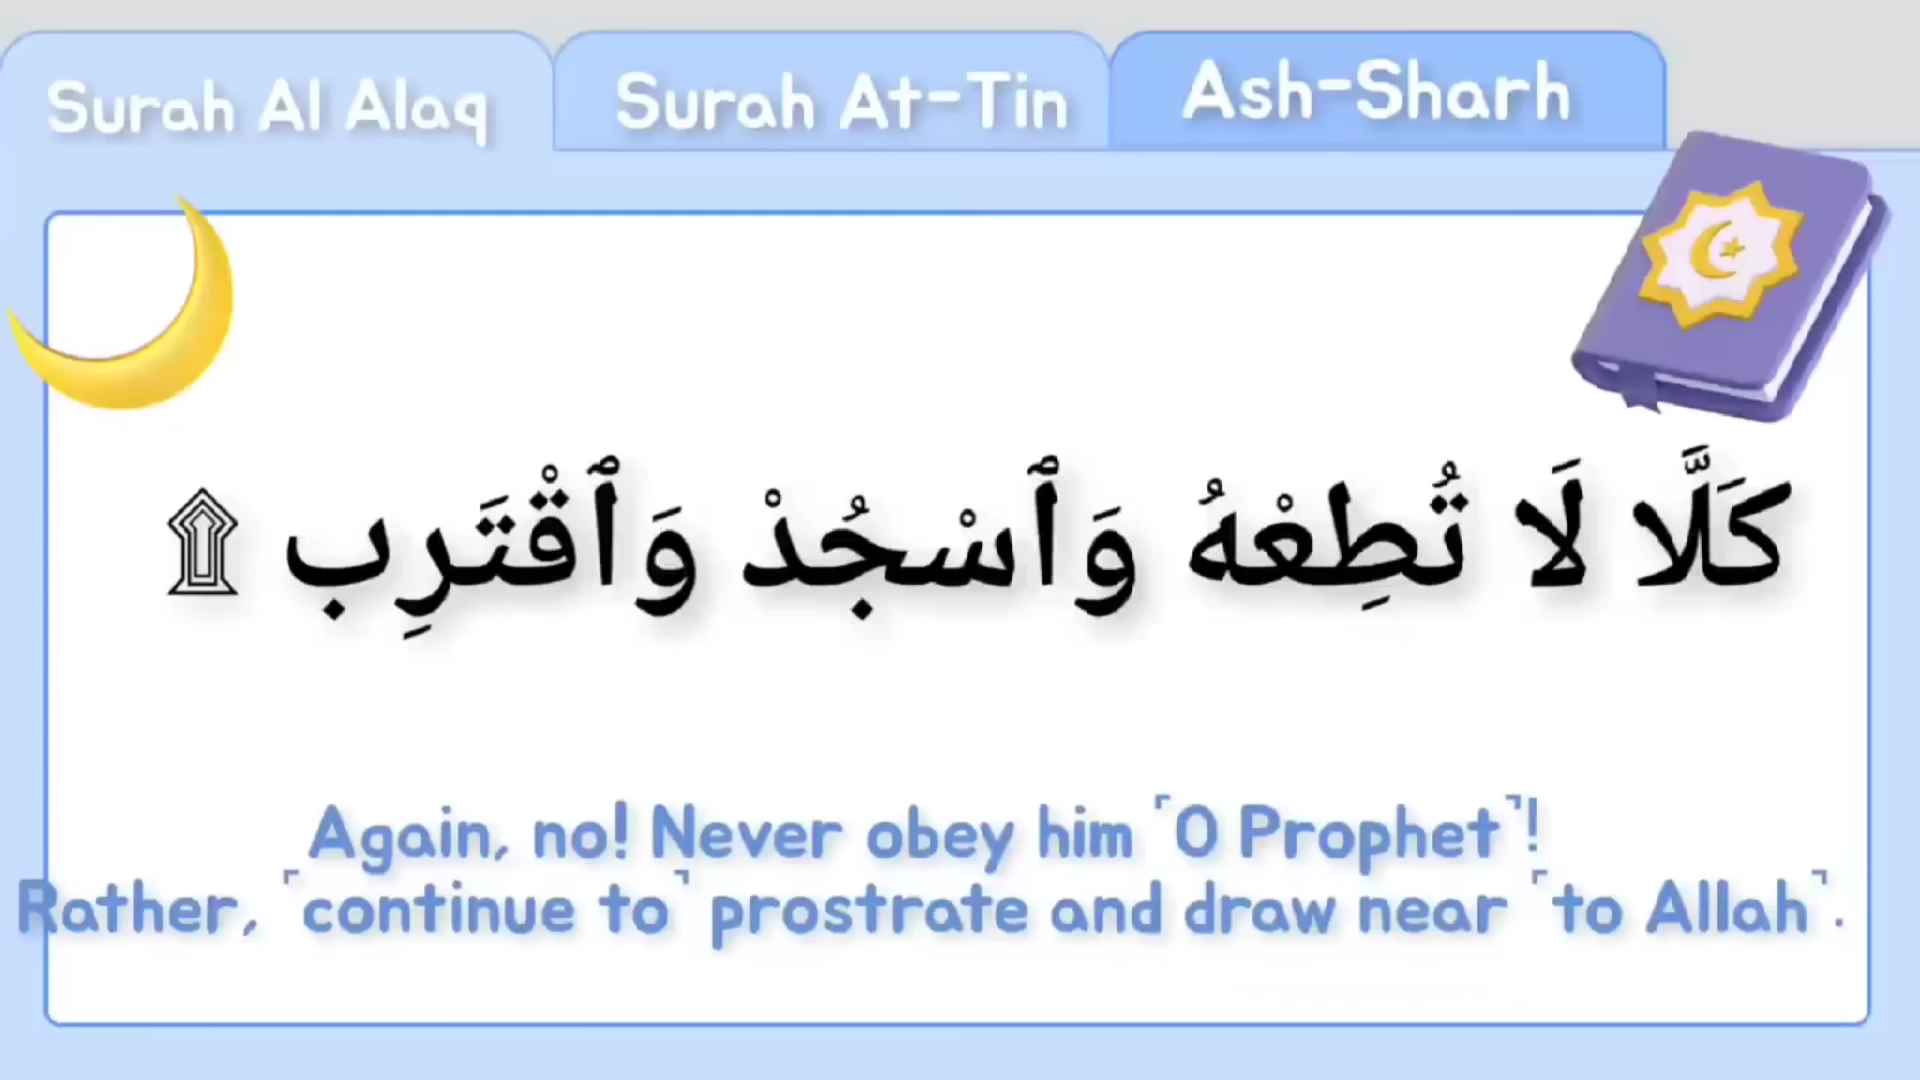 Surah Al Alaq
Surah At-Tin
Ash-Sharh
كَلَّا لَا تُطِعْهُ وَٱسْجُدْ وَٱقْتَرِب ۩
Again, no! Never obey him ˹O Prophet˺!
Rather, ˹continue to˺ prostrate and draw near ˹to Allah˺.